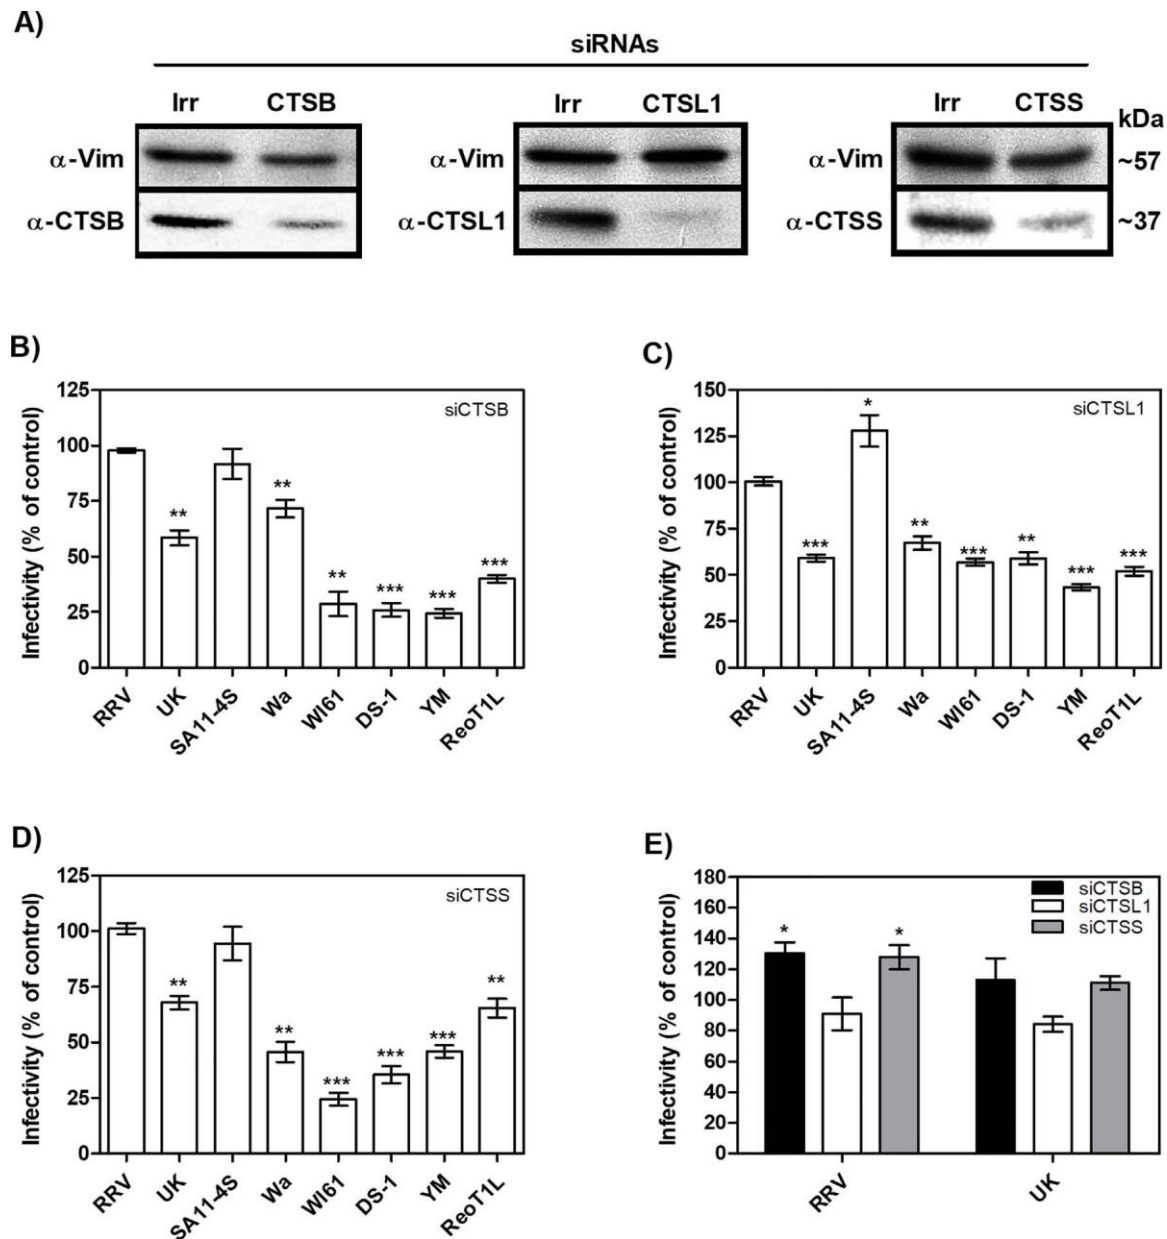 A)
siRNAs
Irr CTSB Irr CTSL1 Irr CTSS kDa
α-Vim α-Vim α-Vim ~57
α-CTSB α-CTSL1 α-CTSS ~37
B)
siCTSB
Infectivity (% of control)
125
100
75
50
25
0
** ** ** *** *** ***
RRV UK SA11-4S Wa WI61 DS-1 YM ReoT1L
C)
siCTSL1
Infectivity (% of control)
150
125
100
75
50
25
0
*** * ** *** ** *** ***
RRV UK SA11-4S Wa WI61 DS-1 YM ReoT1L
D)
siCTSS
Infectivity (% of control)
125
100
75
50
25
0
** ** *** *** *** **
RRV UK SA11-4S Wa WI61 DS-1 YM ReoT1L
E)
siCTSB
siCTSL1
siCTSS
Infectivity (% of control)
180
160
140
120
100
80
60
40
20
0
* *
RRV UK